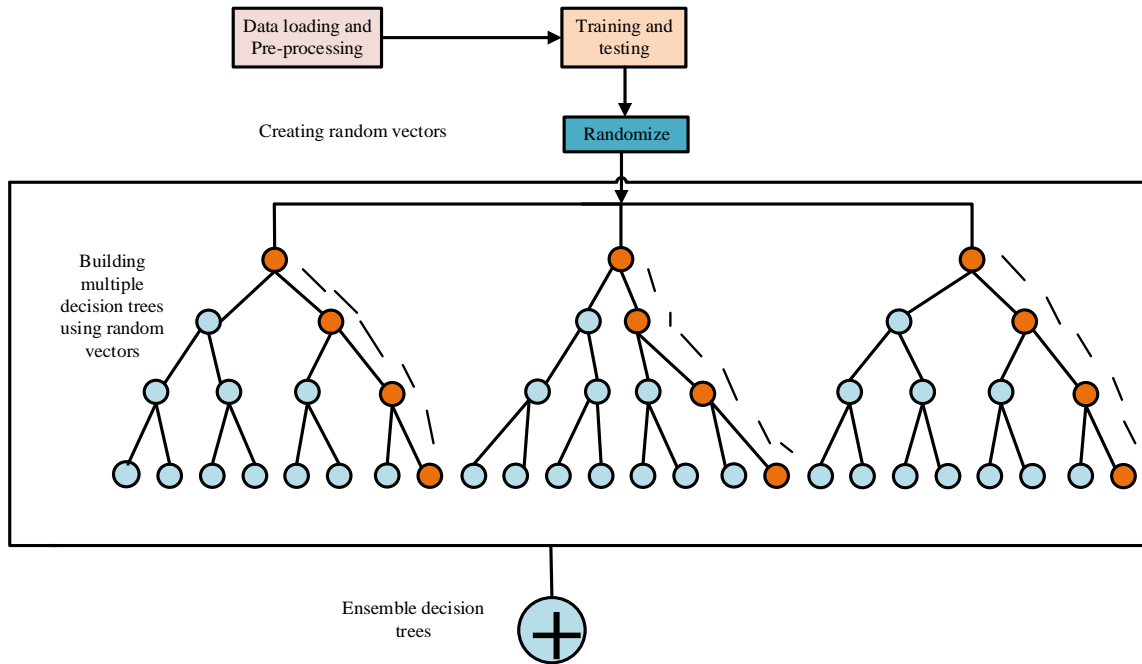 Data loading and
Pre-processing
Training and
testing
Creating random vectors
Randomize
Building
multiple
decision trees
using random
vectors
Ensemble decision
trees